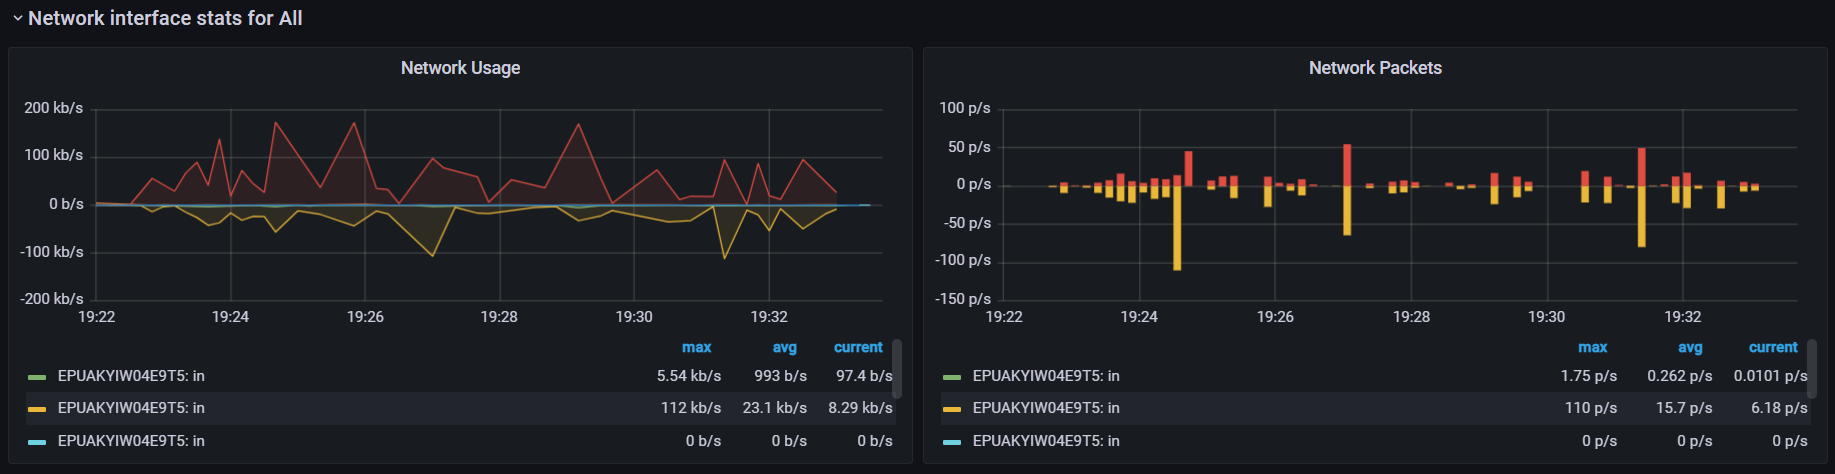 Network interface stats for All
Network Usage
200 kb/s
100 kb/s
0 b/s
-100 kb/s
-200 kb/s
19:22 19:24 19:26 19:28 19:30 19:32
max avg current
EPUAKYIW04E9T5: in 5.54 kb/s 993 b/s 97.4 b/s
EPUAKYIW04E9T5: in 112 kb/s 23.1 kb/s 8.29 kb/s
EPUAKYIW04E9T5: in 0 b/s 0 b/s 0 b/s
Network Packets
100 p/s
50 p/s
0 p/s
-50 p/s
-100 p/s
-150 p/s
19:22 19:24 19:26 19:28 19:30 19:32
max avg current
EPUAKYIW04E9T5: in 1.75 p/s 0.262 p/s 0.0101 p/s
EPUAKYIW04E9T5: in 110 p/s 15.7 p/s 6.18 p/s
EPUAKYIW04E9T5: in 0 p/s 0 p/s 0 p/s